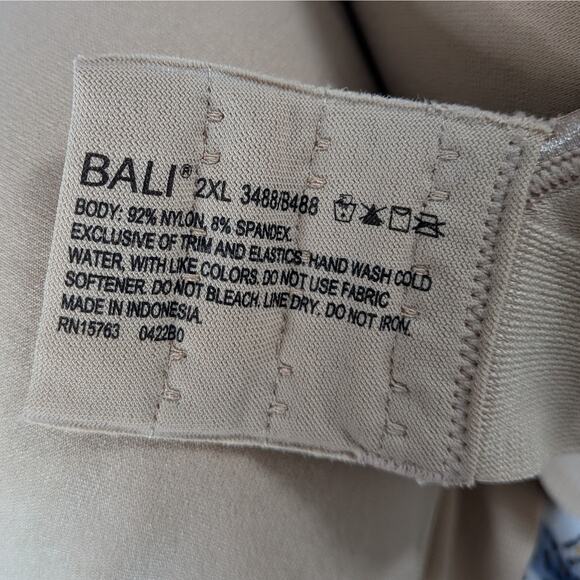 BALI® 2XL 3488/B488
BODY: 92% NYLON, 8% SPANDEX.
EXCLUSIVE OF TRIM AND ELASTICS. HAND WASH COLD
WATER, WITH LIKE COLORS. DO NOT USE FABRIC
SOFTENER. DO NOT BLEACH. LINE DRY. DO NOT IRON.
MADE IN INDONESIA.
RN15763 0422B0